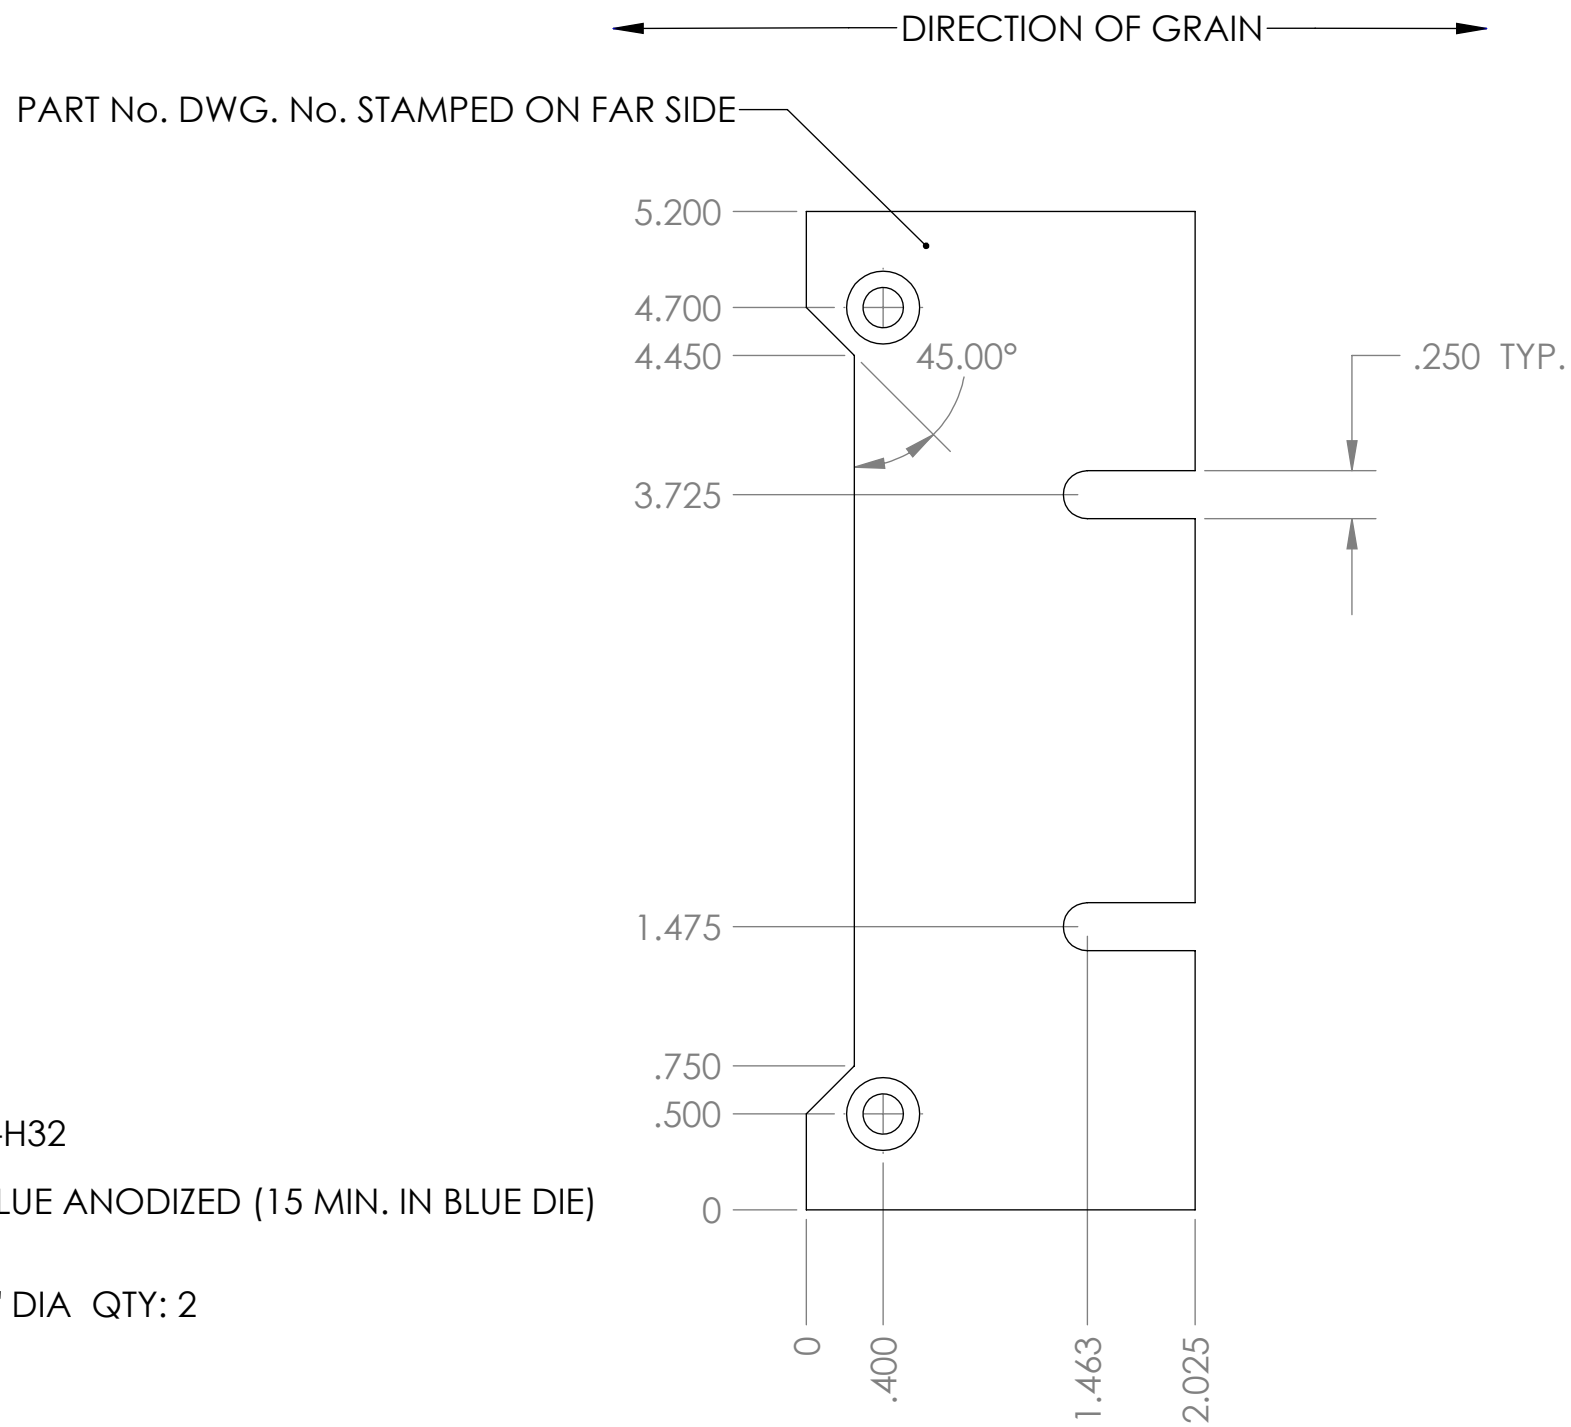 DIRECTION OF GRAIN
PART No. DWG. No. STAMPED ON FAR SIDE
5.200
4.700
4.450
45.00°
.250 TYP.
3.725
1.475
.750
.500
-H32
LUE ANODIZED (15 MIN. IN BLUE DIE)
0
" DIA QTY: 2
0
.400
1.463
2.025